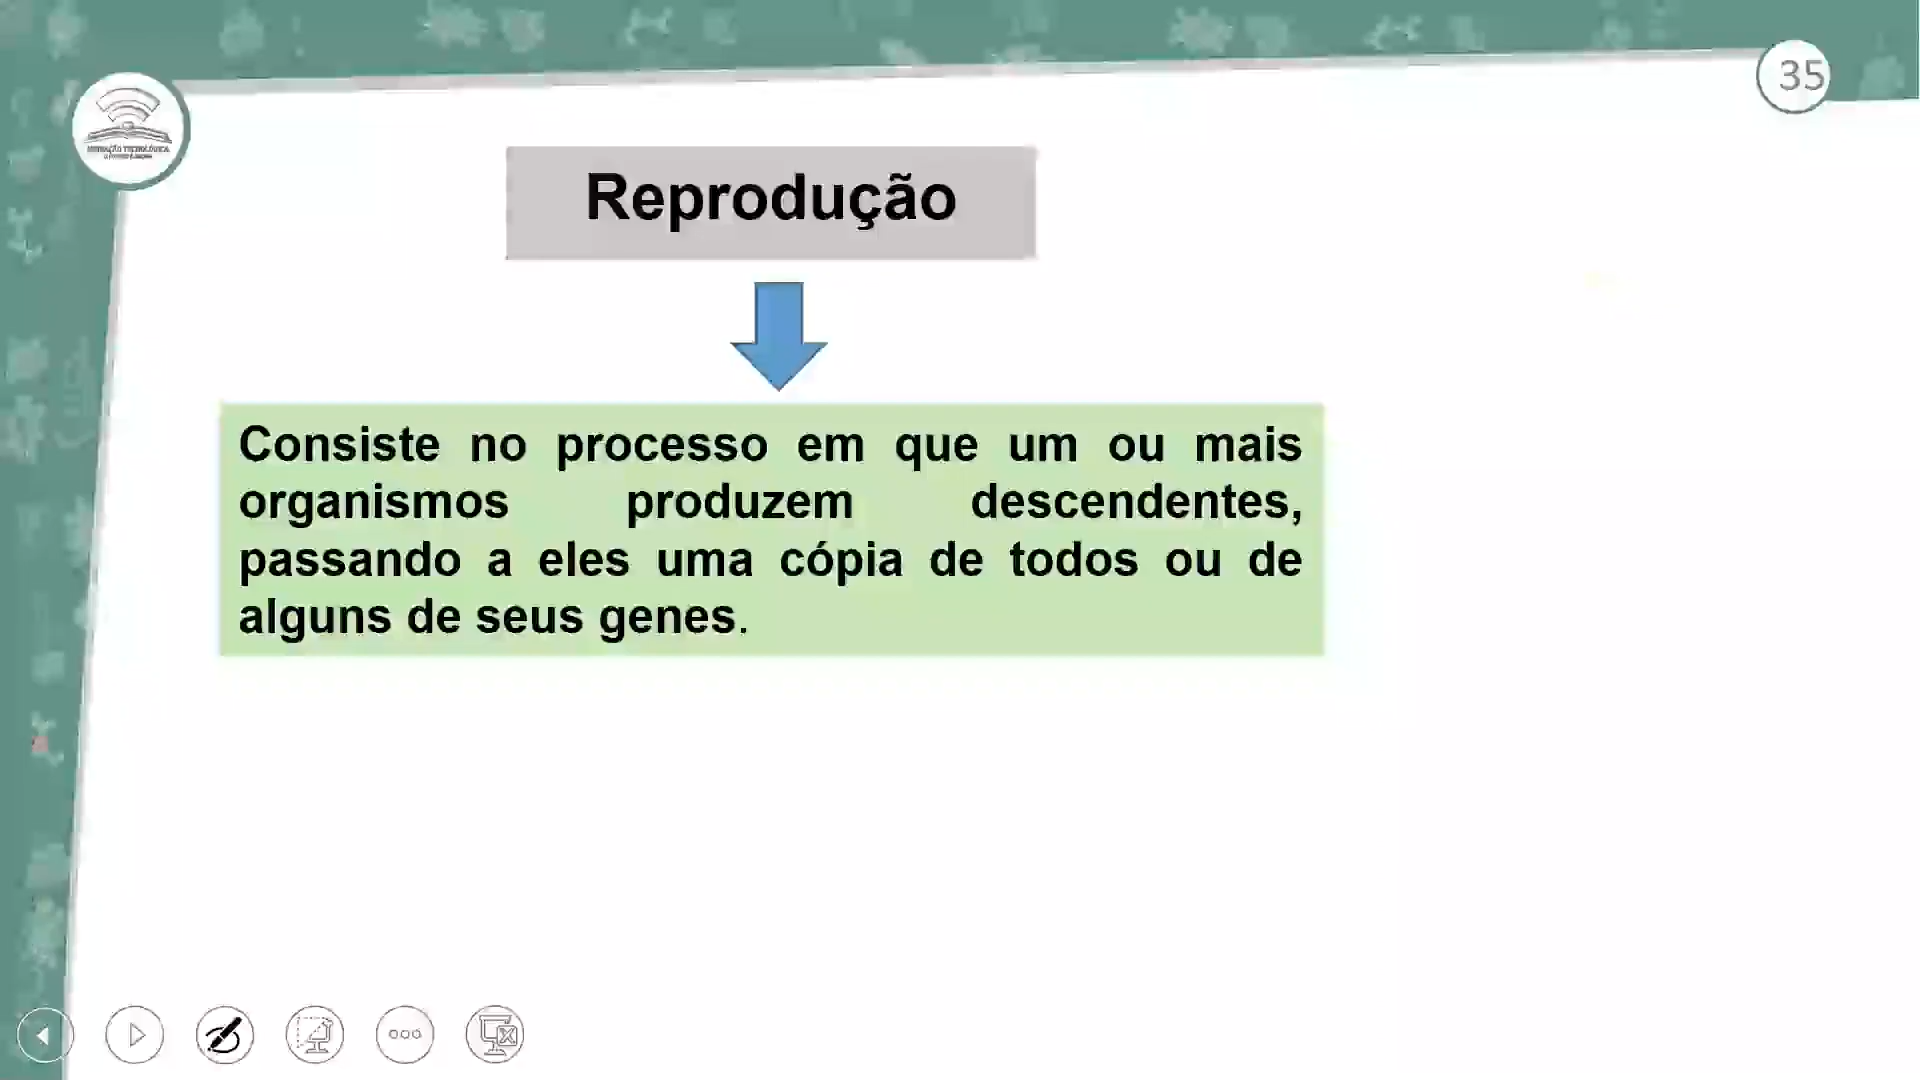 35
Reprodução
Consiste no processo em que um ou mais
organismos produzem descendentes,
passando a eles uma cópia de todos ou de
alguns de seus genes.